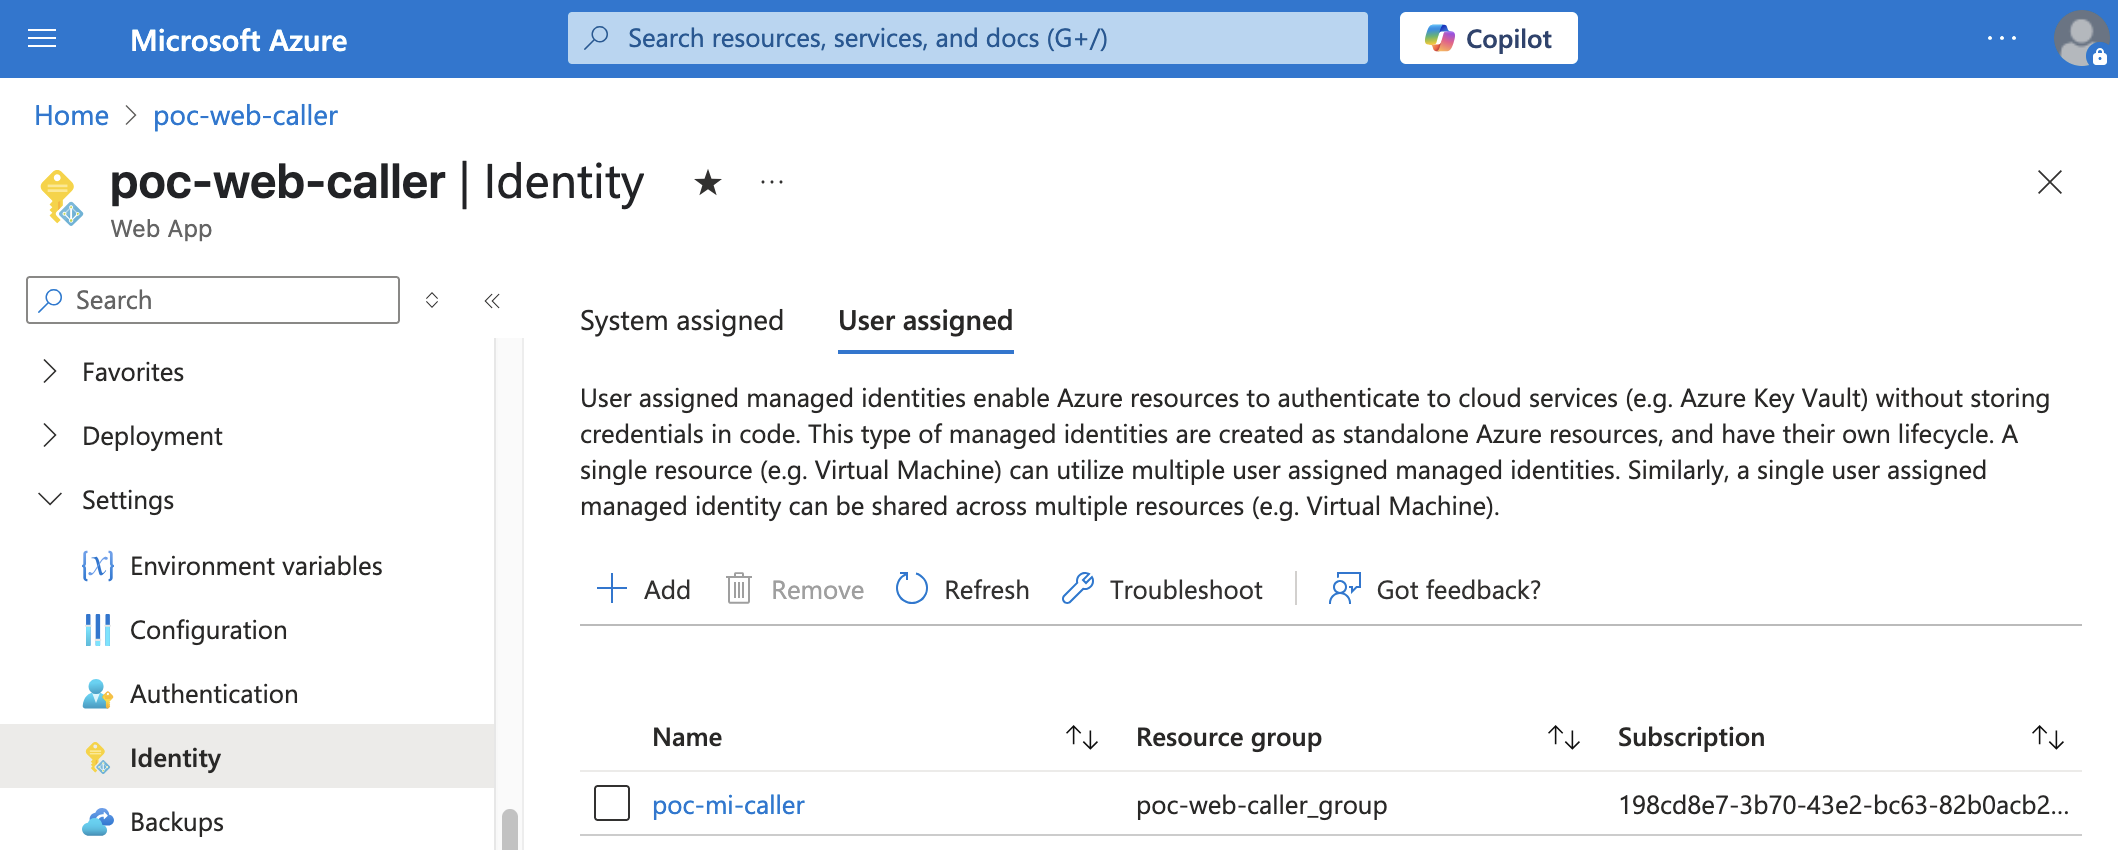 Microsoft Azure
Search resources, services, and docs (G+/)
Copilot
Home > poc-web-caller
poc-web-caller | Identity
Web App
Search
Favorites
Deployment
Settings
Environment variables
Configuration
Authentication
Identity
Backups
System assigned
User assigned
User assigned managed identities enable Azure resources to authenticate to cloud services (e.g. Azure Key Vault) without storing
credentials in code. This type of managed identities are created as standalone Azure resources, and have their own lifecycle. A
single resource (e.g. Virtual Machine) can utilize multiple user assigned managed identities. Similarly, a single user assigned
managed identity can be shared across multiple resources (e.g. Virtual Machine).
Add Remove Refresh Troubleshoot Got feedback?
Name Resource group Subscription
poc-mi-caller poc-web-caller_group 198cd8e7-3b70-43e2-bc63-82b0acb2...